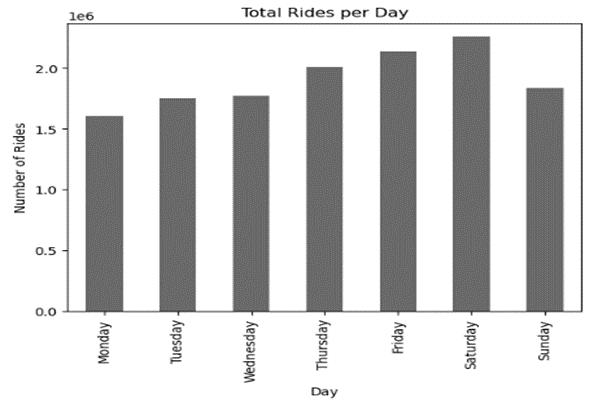 Total Rides per Day
1e6
2.0
1.5
1.0
0.5
0.0
Number of Rides
Monday
Tuesday
Wednesday
Thursday
Friday
Saturday
Sunday
Day